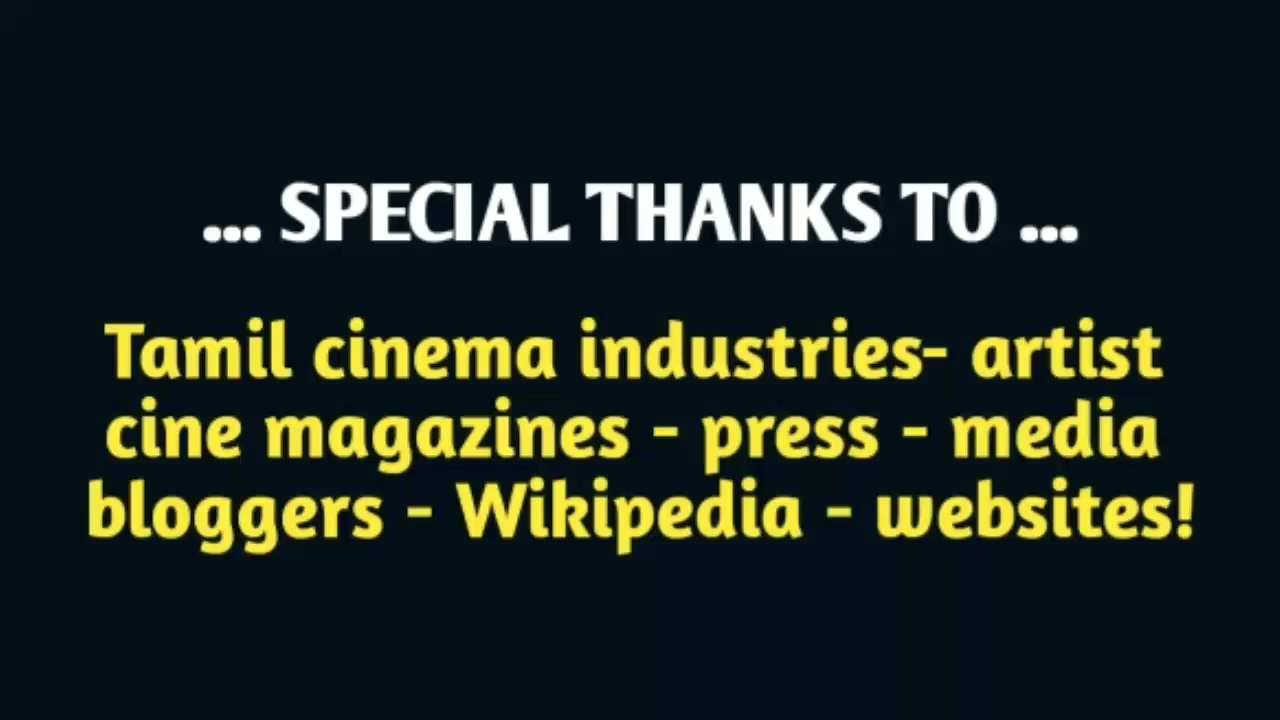 ... SPECIAL THANKS TO ...
Tamil cinema industries- artist
cine magazines - press - media
bloggers - Wikipedia - websites!